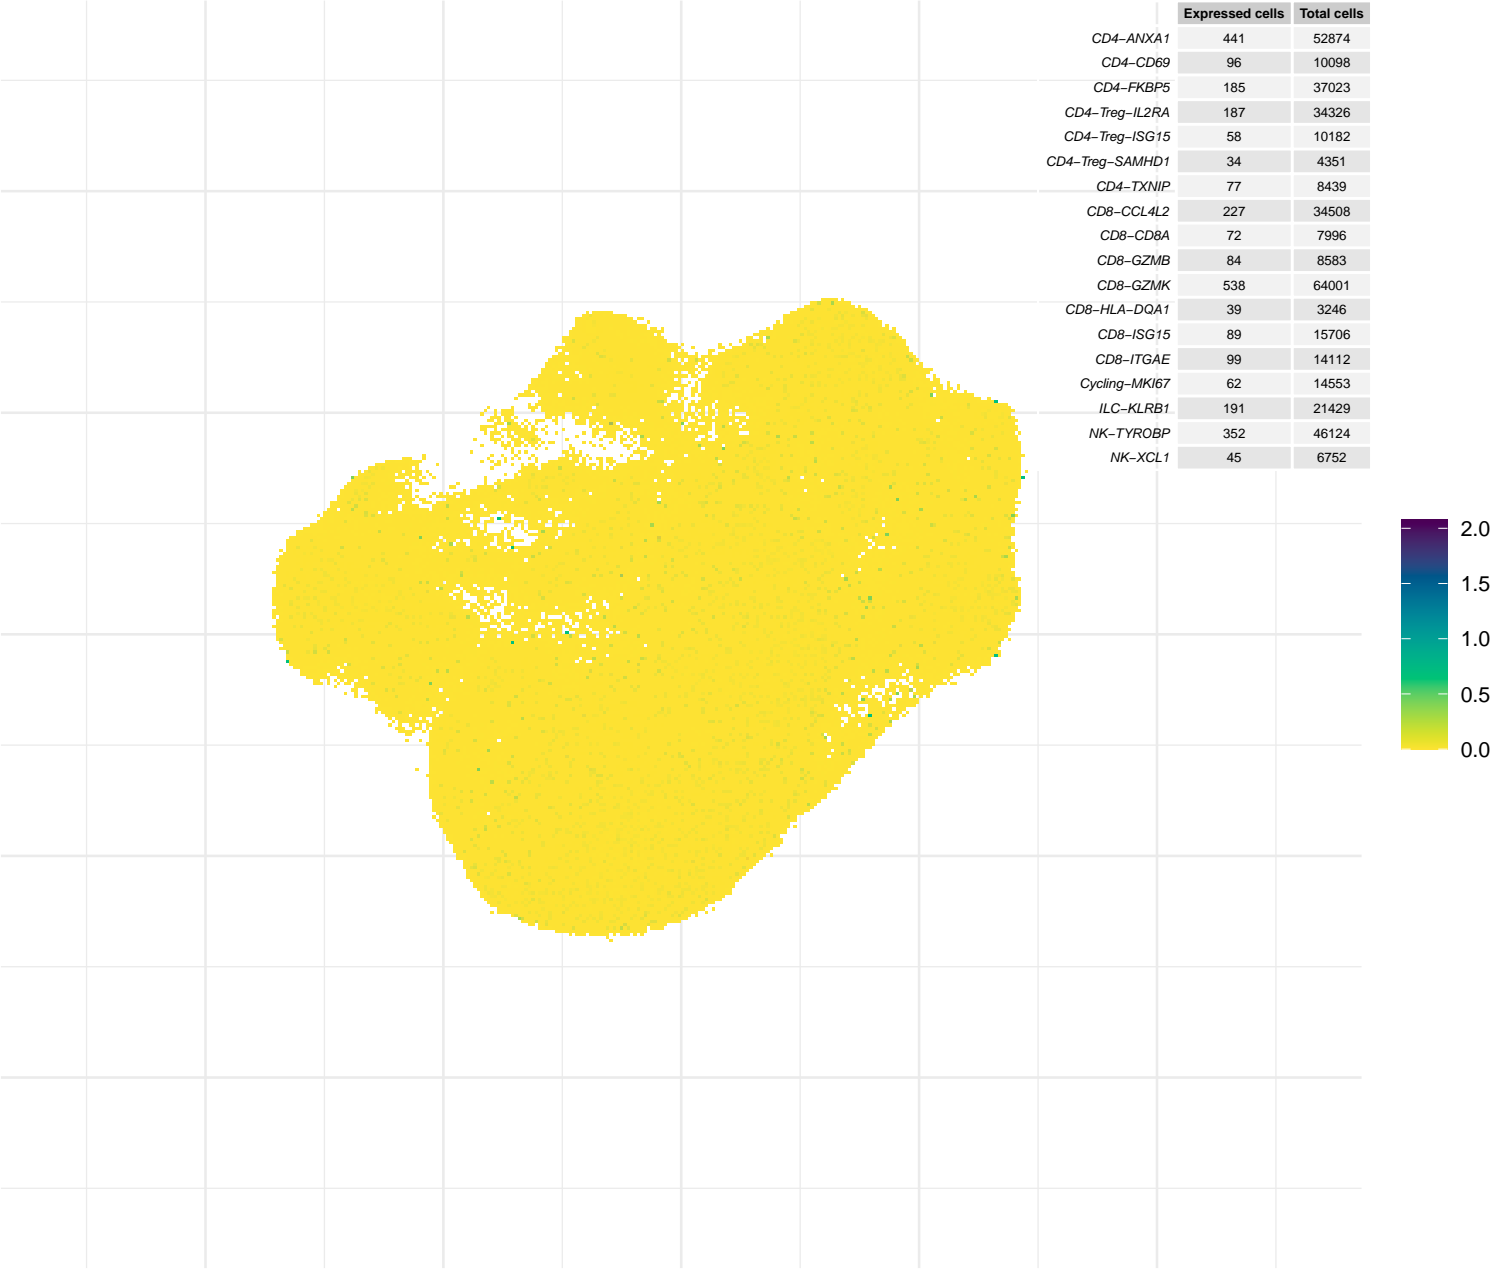 Expressed cells Total cells
CD4−ANXA1 441 52874
CD4−CD69 96 10098
CD4−FKBP5 185 37023
CD4−Treg−IL2RA 187 34326
CD4−Treg−ISG15 58 10182
CD4−Treg−SAMHD1 34 4351
CD4−TXNIP 77 8439
CD8−CCL4L2 227 34508
CD8−CD8A 72 7996
CD8−GZMB 84 8583
CD8−GZMK 538 64001
CD8−HLA−DQA1 39 3246
CD8−ISG15 89 15706
CD8−ITGAE 99 14112
Cycling−MKI67 62 14553
ILC−KLRB1 191 21429
NK−TYROBP 352 46124
NK−XCL1 45 6752
2.0
1.5
1.0
0.5
0.0